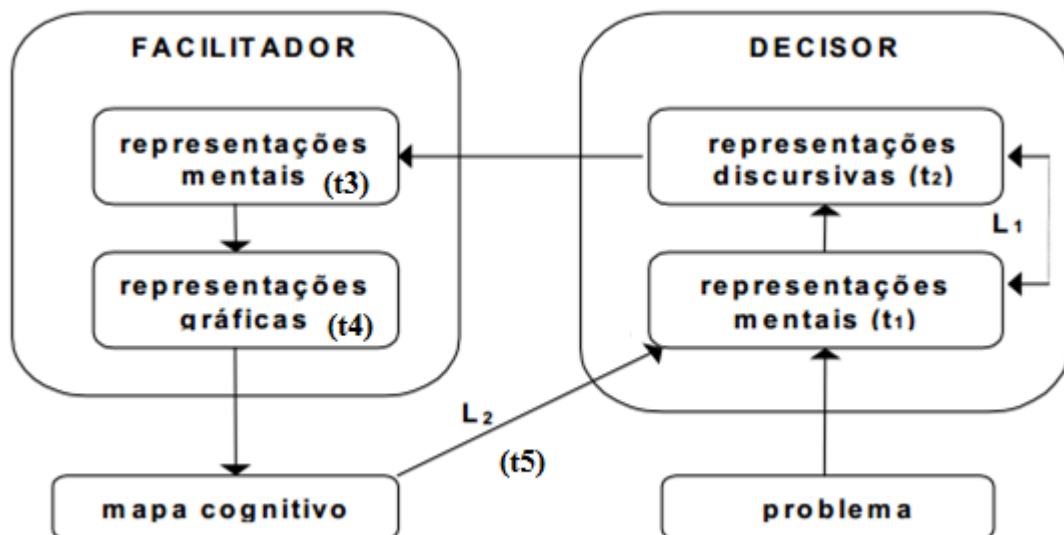 FACILITADOR
representações
mentais (t3)
representações
gráficas (t4)
mapa cognitivo
DECISOR
representações
discursivas (t₂)
L₁
representações
mentais (t₁)
L₂
(t5)
problema